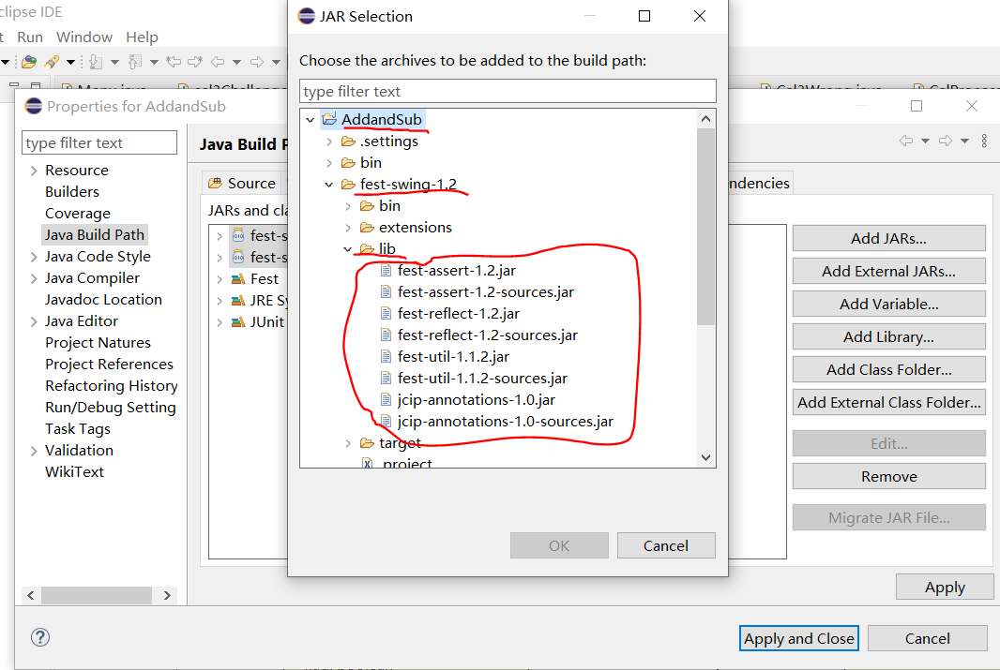 clipse IDE
t Run Window Help
Properties for AddandSub
type filter text
Resource
Builders
Coverage
Java Build Path
Java Code Style
Java Compiler
Javadoc Location
Java Editor
Project Natures
Project References
Refactoring History
Run/Debug Setting
Task Tags
Validation
WikiText
Java Build P
Source
ndencies
JARs and cla
fest-s
fest-s
Fest
JRE Sy
JUnit
JAR Selection
Choose the archives to be added to the build path:
type filter text
AddandSub
.settings
bin
fest-swing-1.2
bin
extensions
lib
fest-assert-1.2.jar
fest-assert-1.2-sources.jar
fest-reflect-1.2.jar
fest-reflect-1.2-sources.jar
fest-util-1.1.2.jar
fest-util-1.1.2-sources.jar
jcip-annotations-1.0.jar
jcip-annotations-1.0-sources.jar
target
.project
OK
Cancel
Add JARs...
Add External JARs...
Add Variable...
Add Library...
Add Class Folder...
Add External Class Folder...
Edit...
Remove
Migrate JAR File...
Apply
Apply and Close
Cancel